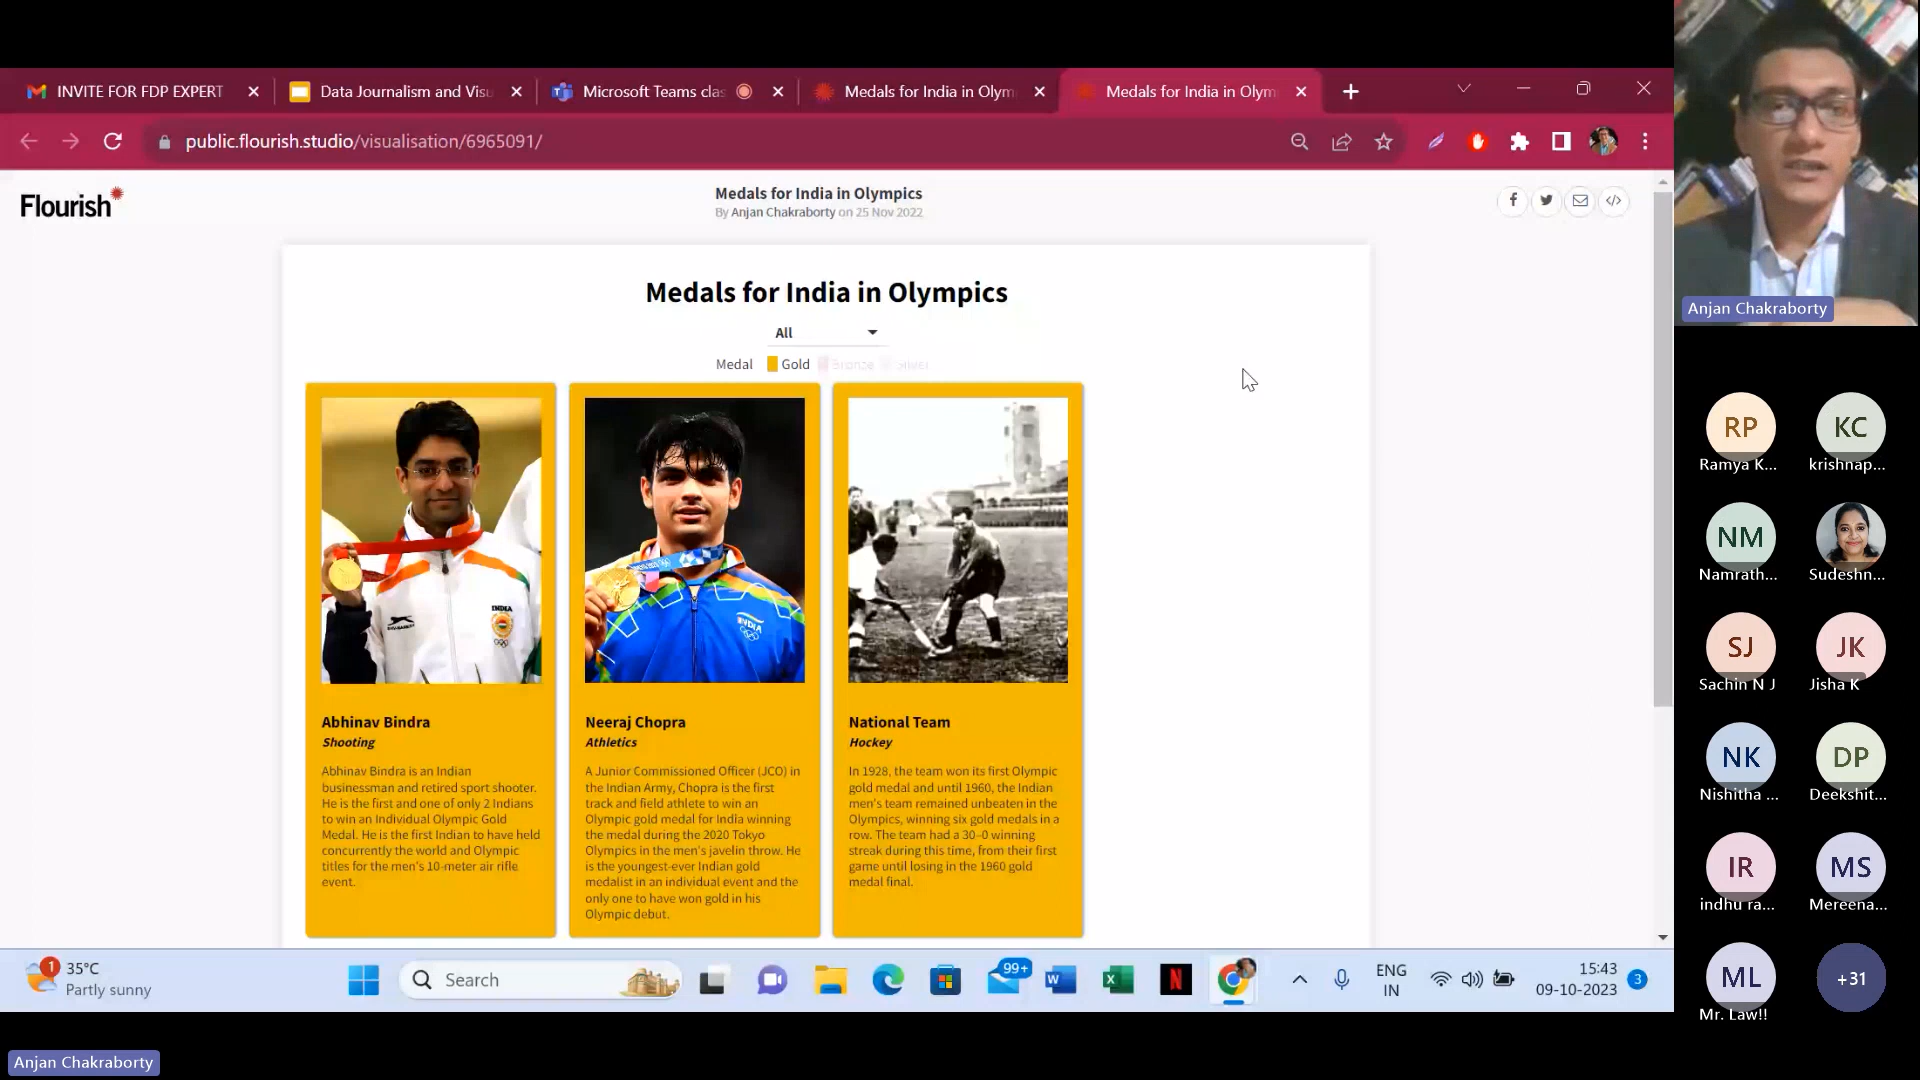 INVITE FOR FDP EXPERT
Data Journalism and Visu
Microsoft Teams clas
Medals for India in Olym
Medals for India in Olym
public.flourish.studio/visualisation/6965091/
Flourish
Medals for India in Olympics
By Anjan Chakraborty on 25 Nov 2022
Medals for India in Olympics
All
Medal Gold Bronze Silver
Abhinav Bindra
Shooting
Abhinav Bindra is an Indian
businessman and retired sport shooter.
He is the first and one of only 2 Indians
to win an Individual Olympic Gold
Medal. He is the first Indian to have held
concurrently the world and Olympic
titles for the men's 10-meter air rifle
event.
Neeraj Chopra
Athletics
A Junior Commissioned Officer (JCO) in
the Indian Army, Chopra is the first
track and field athlete to win an
Olympic gold medal for India winning
the medal during the 2020 Tokyo
Olympics in the men's javelin throw. He
is the youngest-ever Indian gold
medalist in an individual event and the
only one to have won gold in his
Olympic debut.
National Team
Hockey
In 1928, the team won its first Olympic
gold medal and until 1960, the Indian
men's team remained unbeaten in the
Olympics, winning six gold medals in a
row. The team had a 30–0 winning
streak during this time, from their first
game until losing in the 1960 gold
medal final.
INDIA
INDIA
Anjan Chakraborty
RP
Ramya K...
KC
krishnap...
NM
Namrath...
Sudeshn...
SJ
Sachin N J
JK
Jisha K
NK
Nishitha ...
DP
Deekshit...
IR
indhu ra...
MS
Mereena...
ML
Mr. Law!!
+31
1
35°C
Partly sunny
Search
99+
ENG
IN
15:43
09-10-2023
3
Anjan Chakraborty